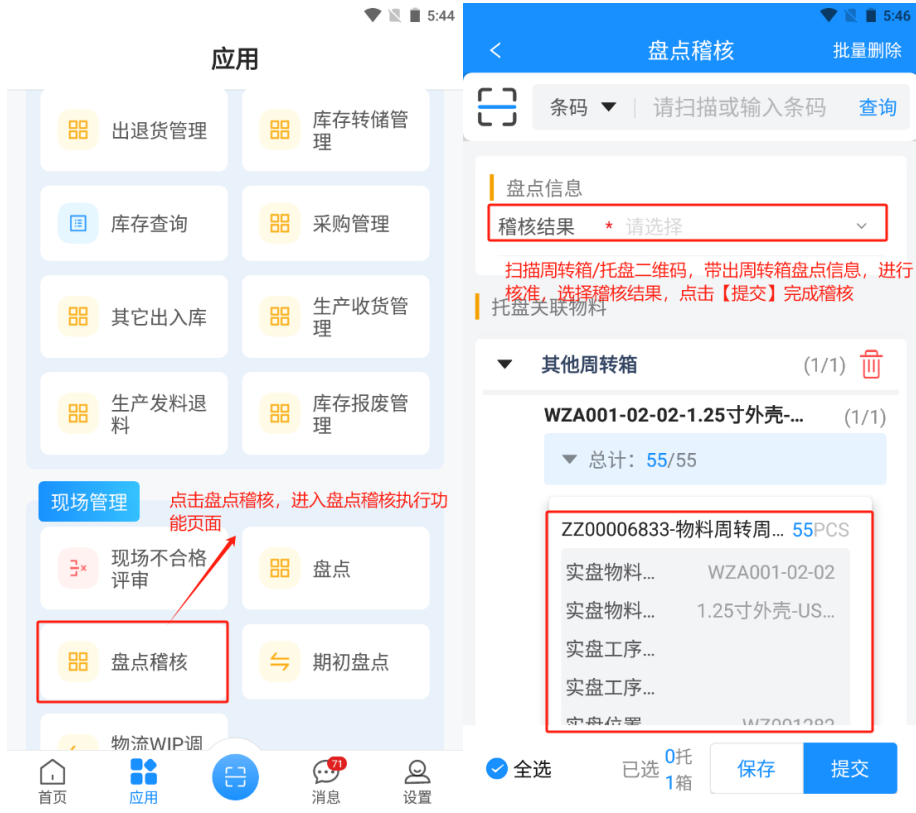 5:44
应用
出退货管理
库存转储管
理
库存查询
采购管理
其它出入库
生产收货管
理
生产发料退
料
库存报废管
理
现场管理
点击盘点稽核，进入盘点稽核执行功
能页面
现场不合格
评审
盘点
盘点稽核
期初盘点
物流WIP调
首页
应用
71
消息
设置
5:46
盘点稽核
批量删除
条码
请扫描或输入条码
查询
盘点信息
稽核结果 * 请选择
扫描周转箱/托盘二维码，带出周转箱盘点信息，进行
核准，选择稽核结果，点击【提交】完成稽核
托盘关联物料
其他周转箱 (1/1)
WZA001-02-02-1.25寸外壳-... (1/1)
总计：55/55
ZZ00006833-物料周转周... 55PCS
实盘物料... WZA001-02-02
实盘物料... 1.25寸外壳-US...
实盘工序...
实盘工序...
实盘位置 WZ001282
全选
已选 0托
1箱
保存
提交